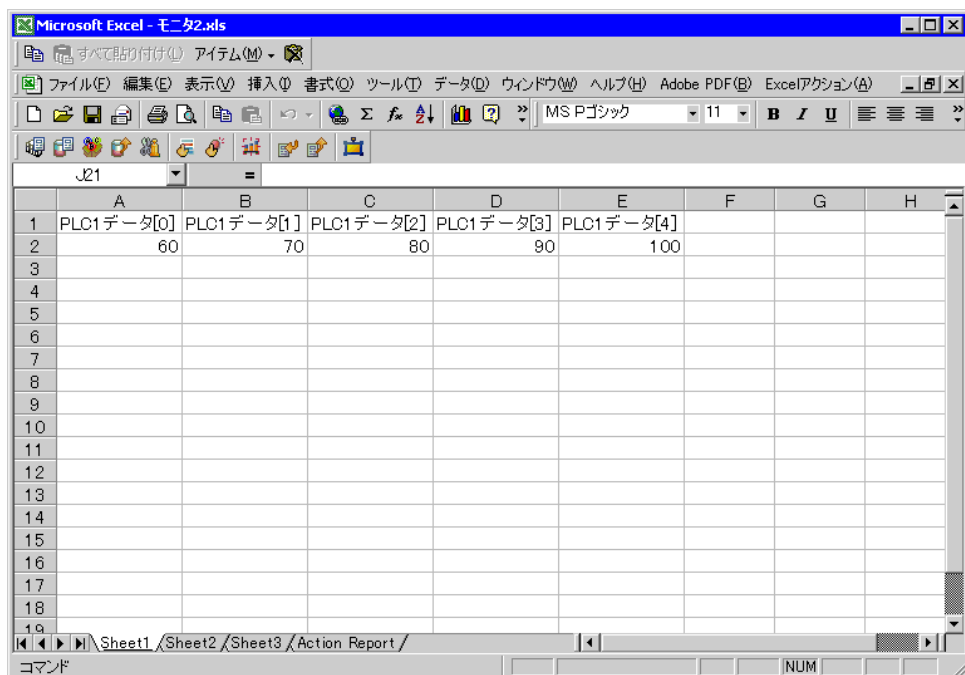 Microsoft Excel - モニタ2.xls
すべて貼り付け(L) アイテム(M)
ファイル(F) 編集(E) 表示(V) 挿入(I) 書式(O) ツール(T) データ(D) ウィンドウ(W) ヘルプ(H) Adobe PDF(B) Excelアクション(A)
Σ fx MS Pゴシック 11 B I U
J21 =
A B C D E F G H
1 PLC1データ[0] PLC1データ[1] PLC1データ[2] PLC1データ[3] PLC1データ[4]
2 60 70 80 90 100
3
4
5
6
7
8
9
10
11
12
13
14
15
16
17
18
19
Sheet1 Sheet2 Sheet3 Action Report
コマンド NUM